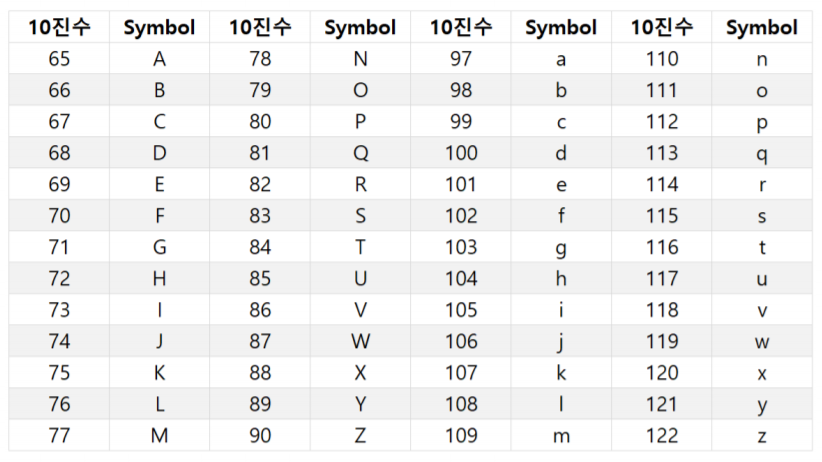 10진수 Symbol 10진수 Symbol 10진수 Symbol 10진수 Symbol
65 A 78 N 97 a 110 n
66 B 79 O 98 b 111 o
67 C 80 P 99 c 112 p
68 D 81 Q 100 d 113 q
69 E 82 R 101 e 114 r
70 F 83 S 102 f 115 s
71 G 84 T 103 g 116 t
72 H 85 U 104 h 117 u
73 I 86 V 105 i 118 v
74 J 87 W 106 j 119 w
75 K 88 X 107 k 120 x
76 L 89 Y 108 l 121 y
77 M 90 Z 109 m 122 z